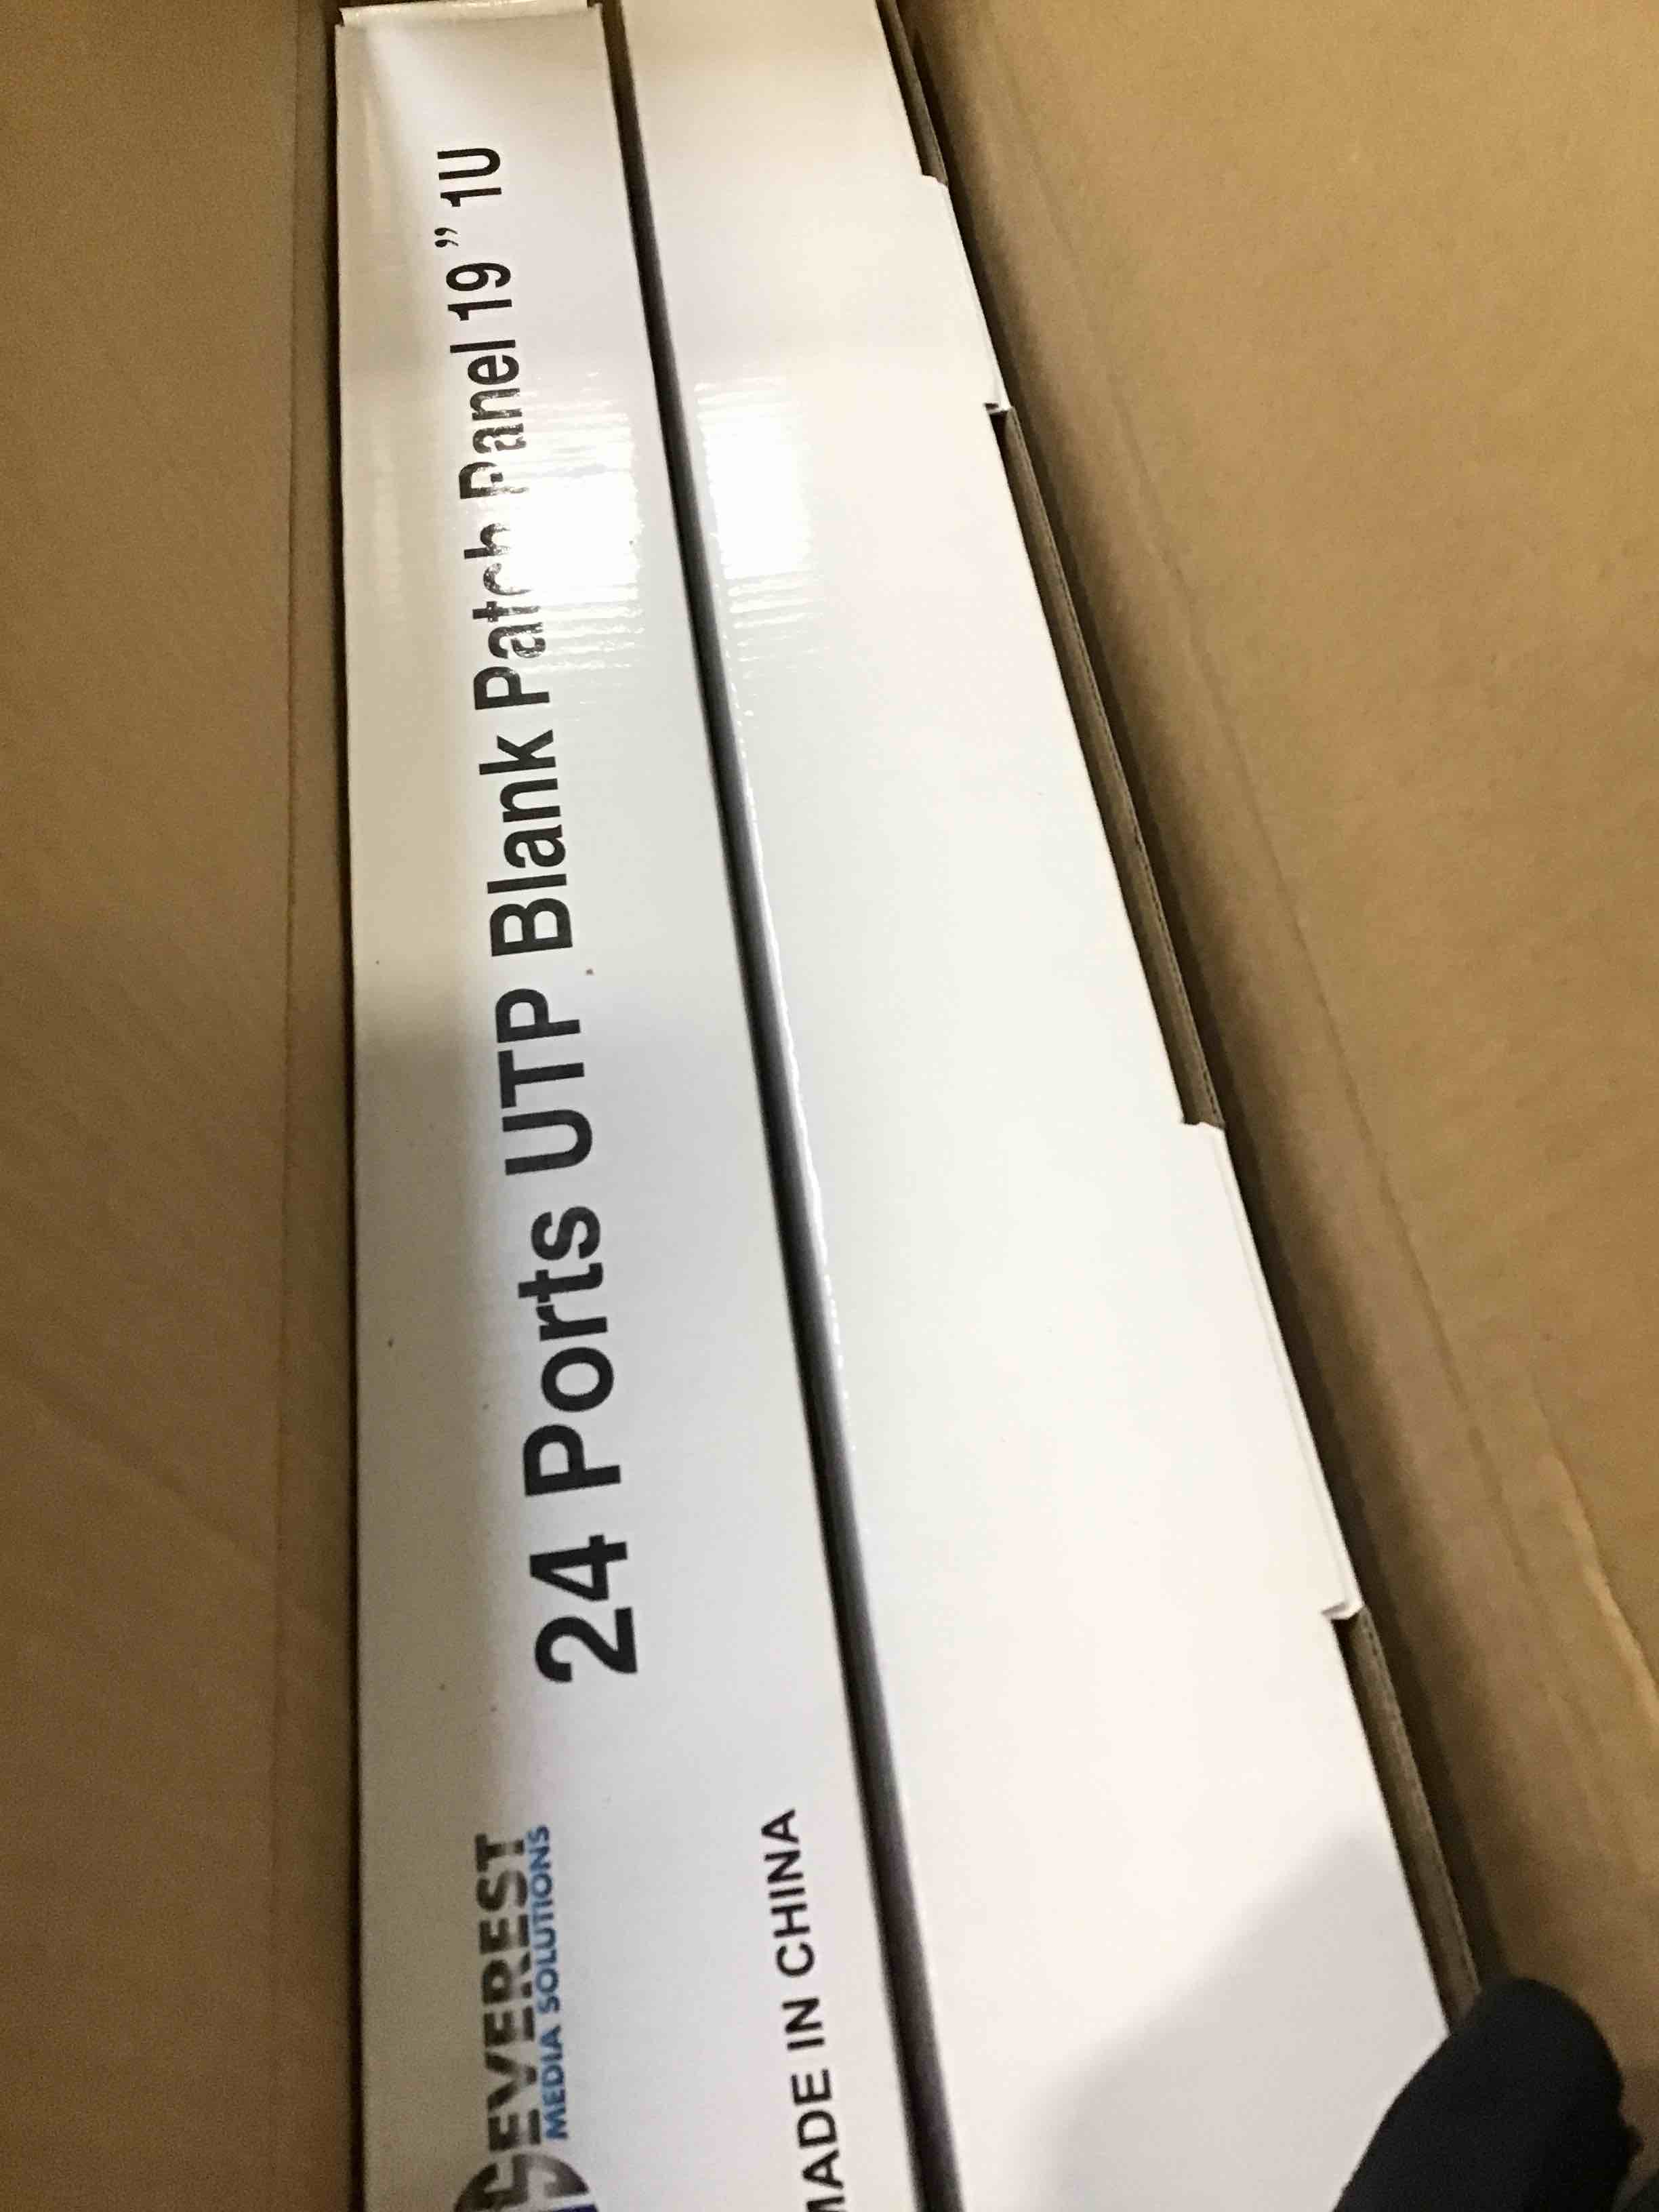 EVEREST
MEDIA SOLUTIONS
24 Ports UTP Blank Patch Panel 19" 1U
MADE IN CHINA